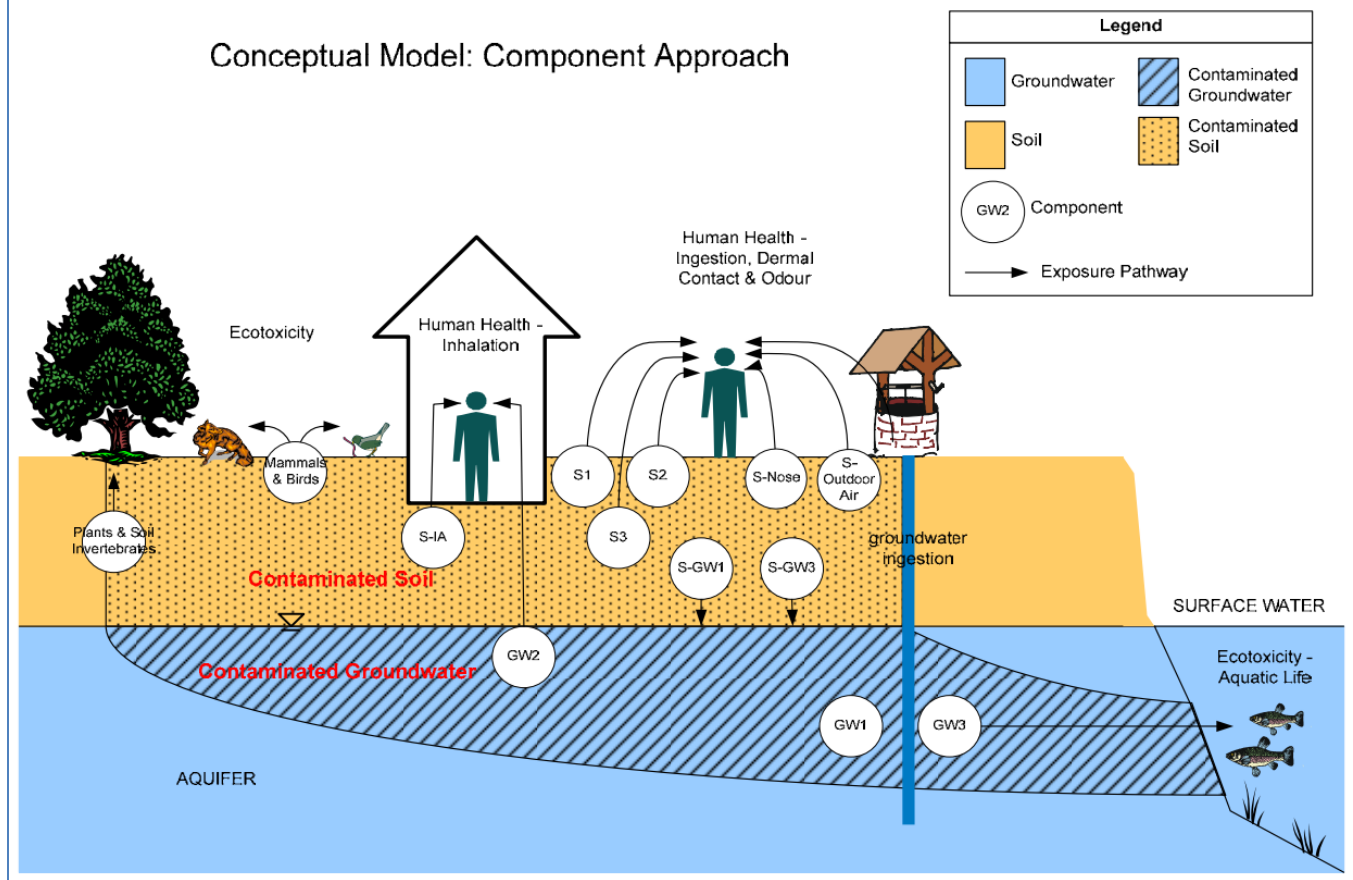 Conceptual Model: Component Approach
Legend
Groundwater
Contaminated
Groundwater
Soil
Contaminated
Soil
GW2
Component
Exposure Pathway
Human Health -
Ingestion, Dermal
Contact & Odour
Ecotoxicity
Human Health -
Inhalation
Mammals
& Birds
S1
S2
S-Nose
S-
Outdoor
Air
Plants & Soil
Invertebrates
S-IA
S3
groundwater
ingestion
Contaminated Soil
S-GW1
S-GW3
SURFACE WATER
GW2
Contaminated Groundwater
Ecotoxicity -
Aquatic Life
GW1
GW3
AQUIFER